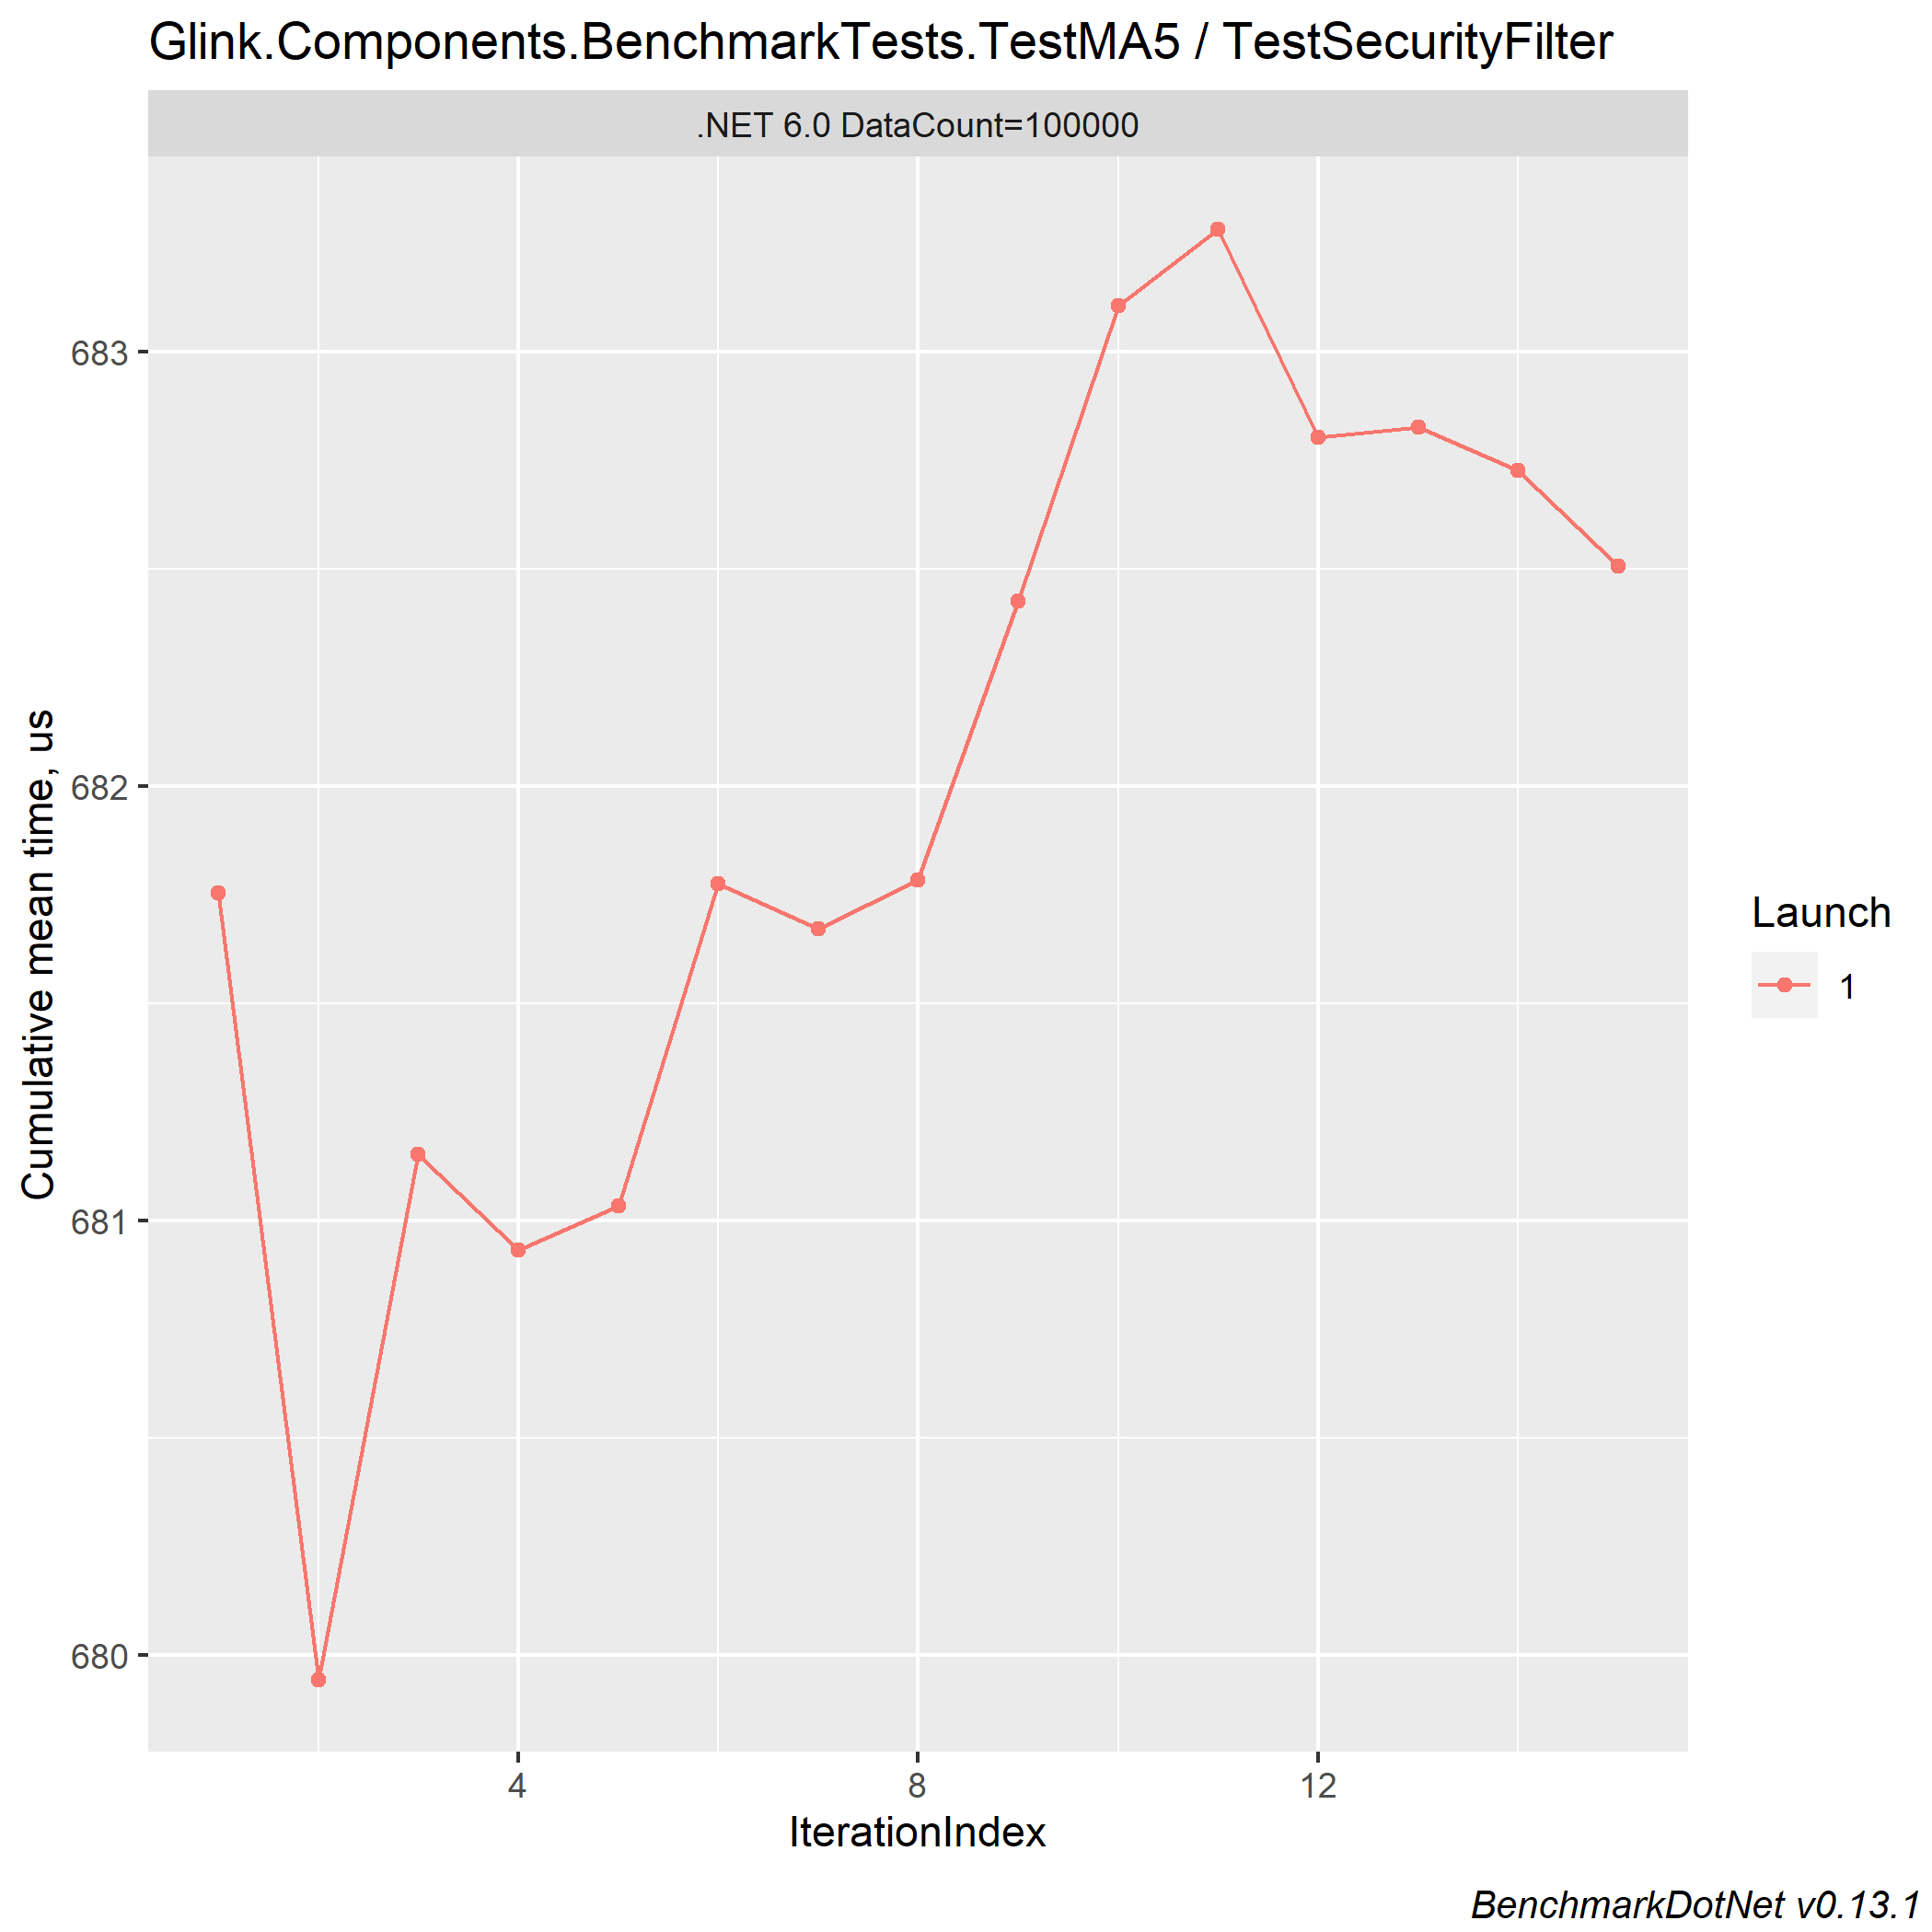 Glink.Components.BenchmarkTests.TestMA5 / TestSecurityFilter
.NET 6.0 DataCount=100000
Cumulative mean time, us
683
682
681
680
4
8
12
IterationIndex
Launch
1
BenchmarkDotNet v0.13.1